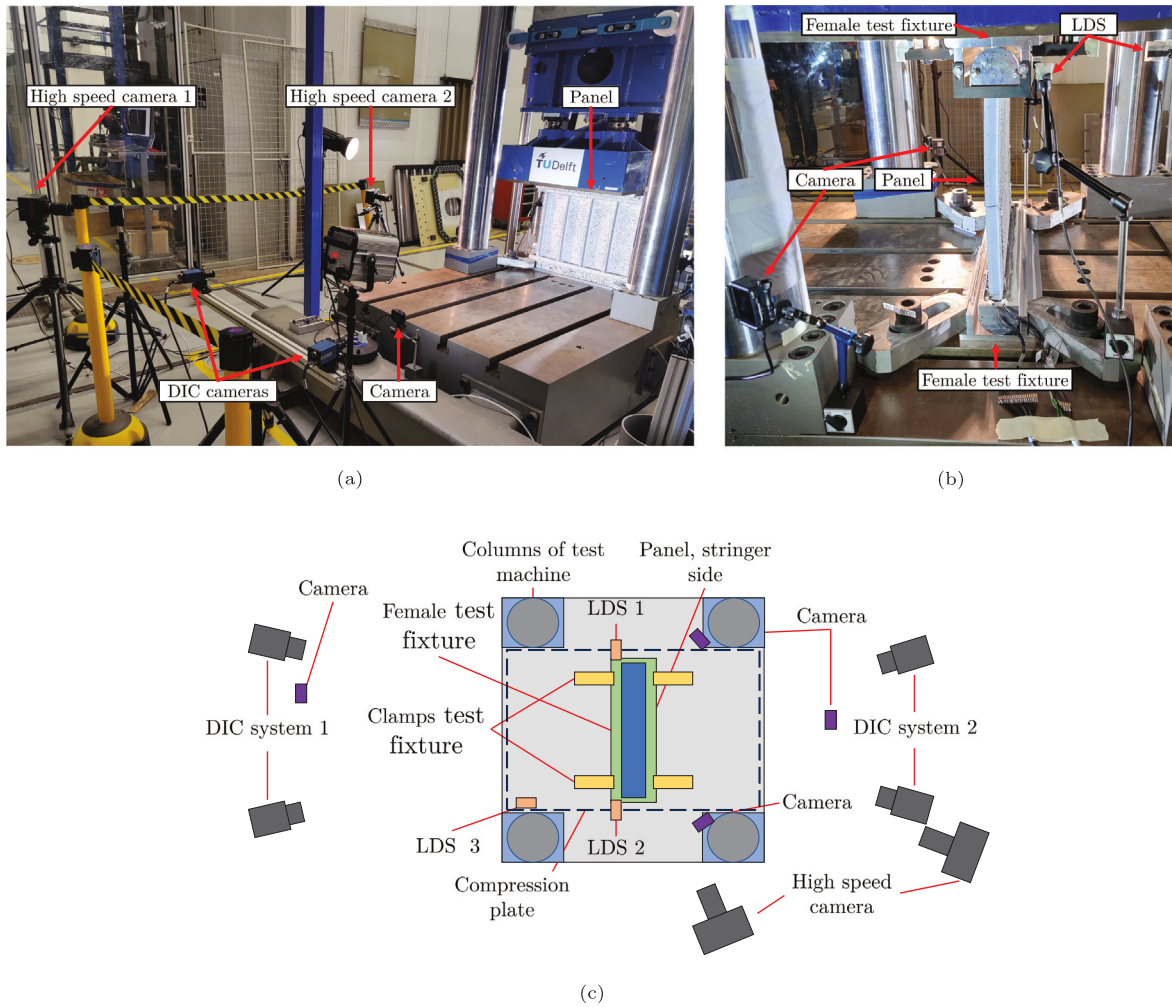 High speed camera 1
High speed camera 2
Panel
TUDelft
DIC cameras
Camera
(a)
Female test fixture
LDS
Camera
Panel
Female test fixture
(b)
Columns of test
machine
Panel, stringer
side
Camera
LDS 1
Female test
fixture
Camera
DIC system 1
Clamps test
fixture
DIC system 2
Camera
LDS 3
LDS 2
Compression
plate
High speed
camera
(c)